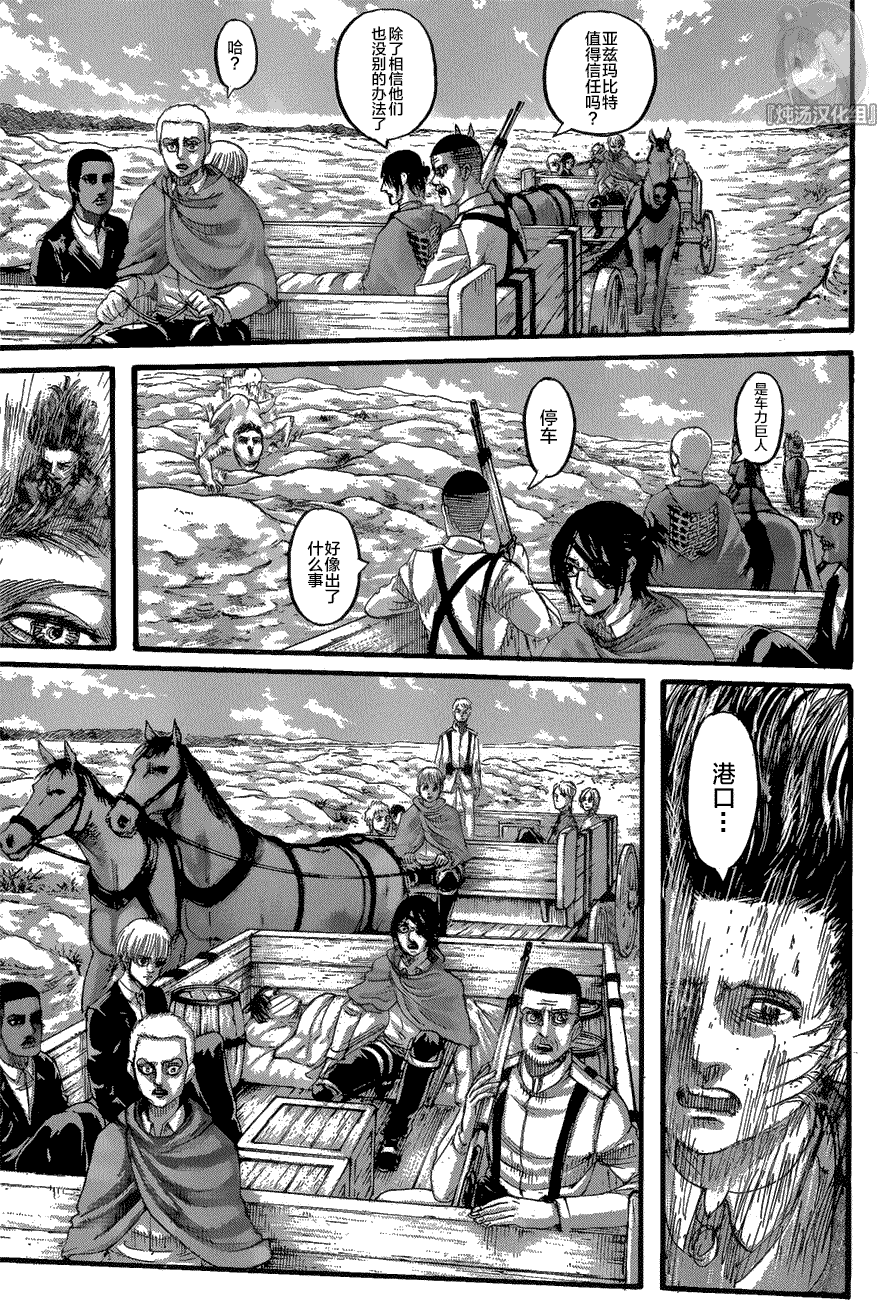 亚兹玛比特
值得信任吗？
除了相信他们
也没别的办法了
哈？
『炖汤汉化组』
是车力巨人
停车
好像出了
什么事
港口…